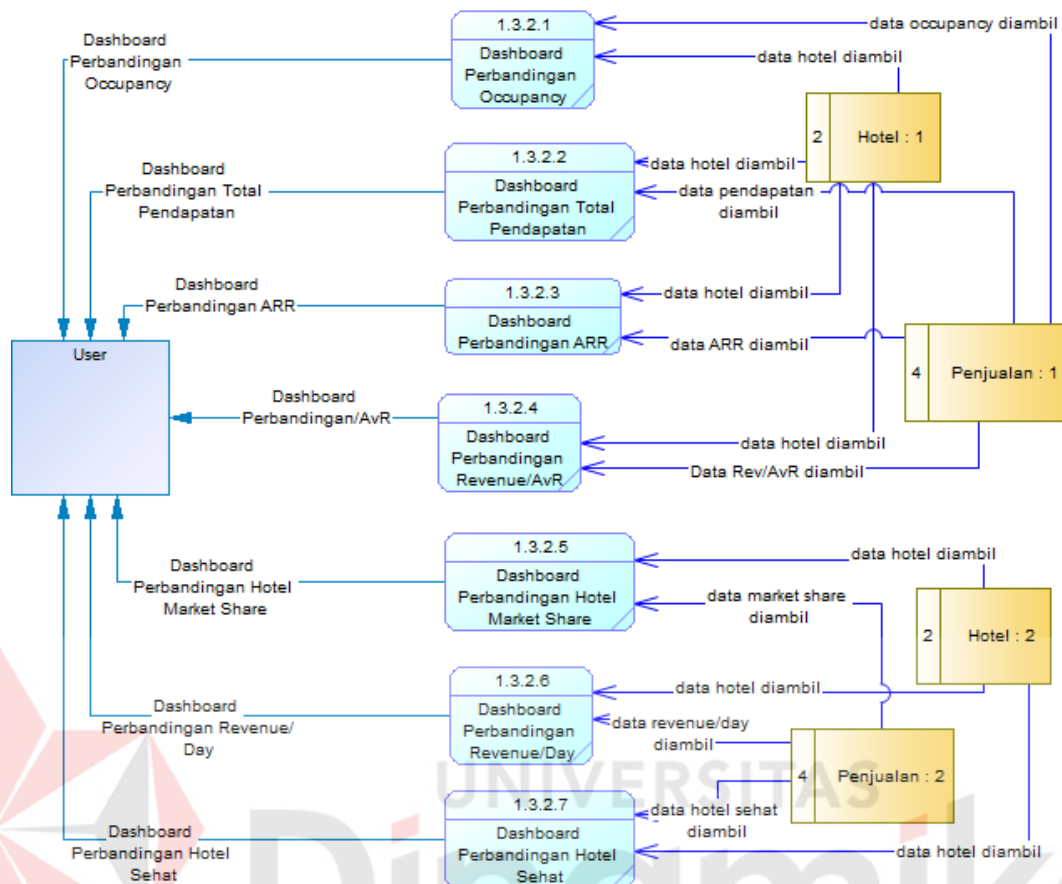 1.3.2.1
data occupancy diambil
Dashboard
Perbandingan
Occupancy
Dashboard
Perbandingan
Occupancy
data hotel diambil
2
Hotel : 1
1.3.2.2
Dashboard
Perbandingan Total
Pendapatan
Dashboard
Perbandingan Total
Pendapatan
data hotel diambil
data pendapatan
diambil
Dashboard
Perbandingan ARR
1.3.2.3
Dashboard
Perbandingan ARR
data hotel diambil
data ARR diambil
User
4
Penjualan : 1
Dashboard
Perbandingan/AvR
1.3.2.4
Dashboard
Perbandingan
Revenue/AvR
data hotel diambil
Data Rev/AvR diambil
1.3.2.5
Dashboard
Perbandingan Hotel
Market Share
Dashboard
Perbandingan Hotel
Market Share
data hotel diambil
data market share
diambil
2
Hotel : 2
1.3.2.6
Dashboard
Perbandingan
Revenue/Day
Dashboard
Perbandingan Revenue/
Day
data hotel diambil
data revenue/day
diambil
4
Penjualan : 2
UNIVERSITAS
1.3.2.7
Dashboard
Perbandingan Hotel
Sehat
Dashboard
Perbandingan Hotel
Sehat
data hotel sehat
diambil
data hotel diambil